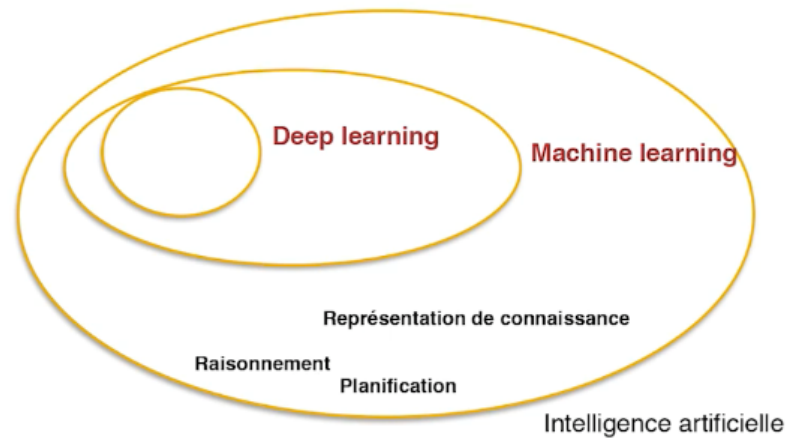 Deep learning
Machine learning
Représentation de connaissance
Raisonnement
Planification
Intelligence artificielle